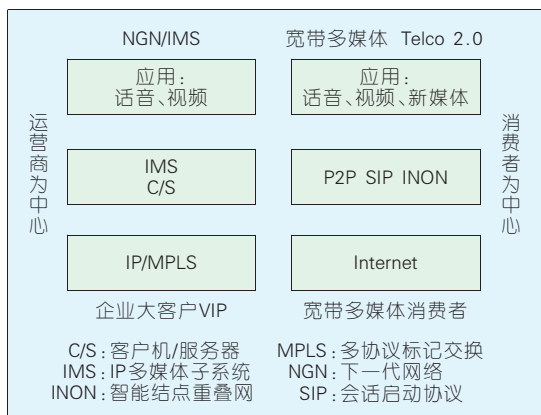 NGN/IMS
宽带多媒体 Telco 2.0
应用：
话音、视频
应用：
话音、视频、新媒体
运营商为中心
消费者为中心
IMS
C/S
P2P SIP INON
IP/MPLS
Internet
企业大客户VIP
宽带多媒体消费者
C/S：客户机/服务器
IMS：IP多媒体子系统
INON：智能结点重叠网
MPLS：多协议标记交换
NGN：下一代网络
SIP：会话启动协议